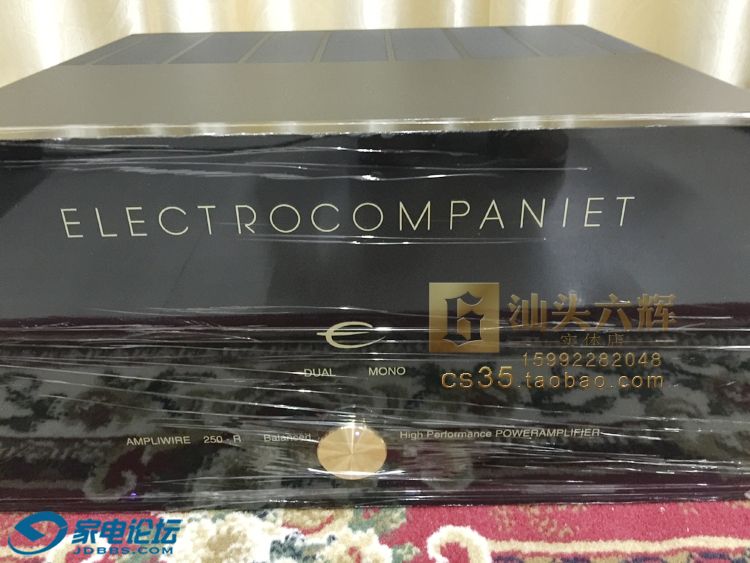 ELECTROCOMPANIET
汕头六辉
实体店
15992282048
cs35.taobao.com
DUAL MONO
AMPLIWIRE 250 - R Balanced High Performance POWERAMPLIFIER
家电论坛
JDBBS.COM